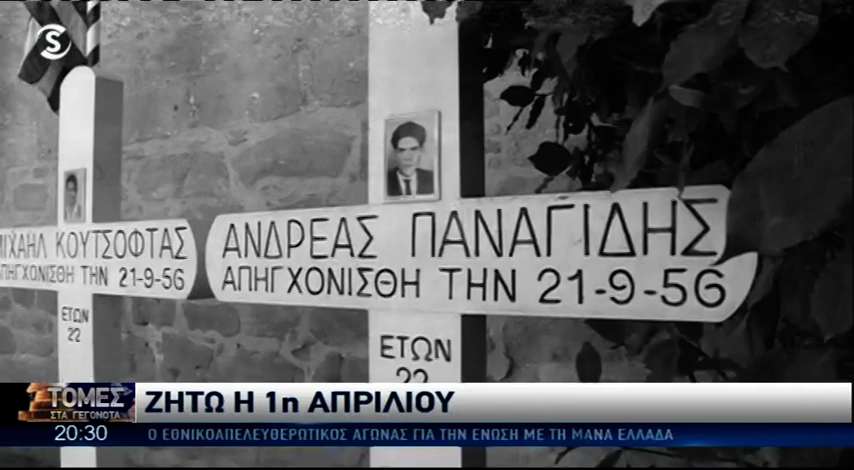 S
ΜΙΧΑΗΛ ΚΟΥΤΣΟΦΤΑΣ
ΑΠΗΓΧΟΝΙΣΘΗ ΤΗΝ 21-9-56
ΕΤΩΝ
22
ΑΝΔΡΕΑΣ ΠΑΝΑΓΙΔΗΣ
ΑΠΗΓΧΟΝΙΣΘΗ ΤΗΝ 21-9-56
ΕΤΩΝ
22
ΤΟΜΕΣ
ΣΤΑ ΓΕΓΟΝΟΤΑ
20:30
ΖΗΤΩ Η 1η ΑΠΡΙΛΙΟΥ
Ο ΕΘΝΙΚΟΑΠΕΛΕΥΘΕΡΩΤΙΚΟΣ ΑΓΩΝΑΣ ΓΙΑ ΤΗΝ ΕΝΩΣΗ ΜΕ ΤΗ ΜΑΝΑ ΕΛΛΑΔΑ